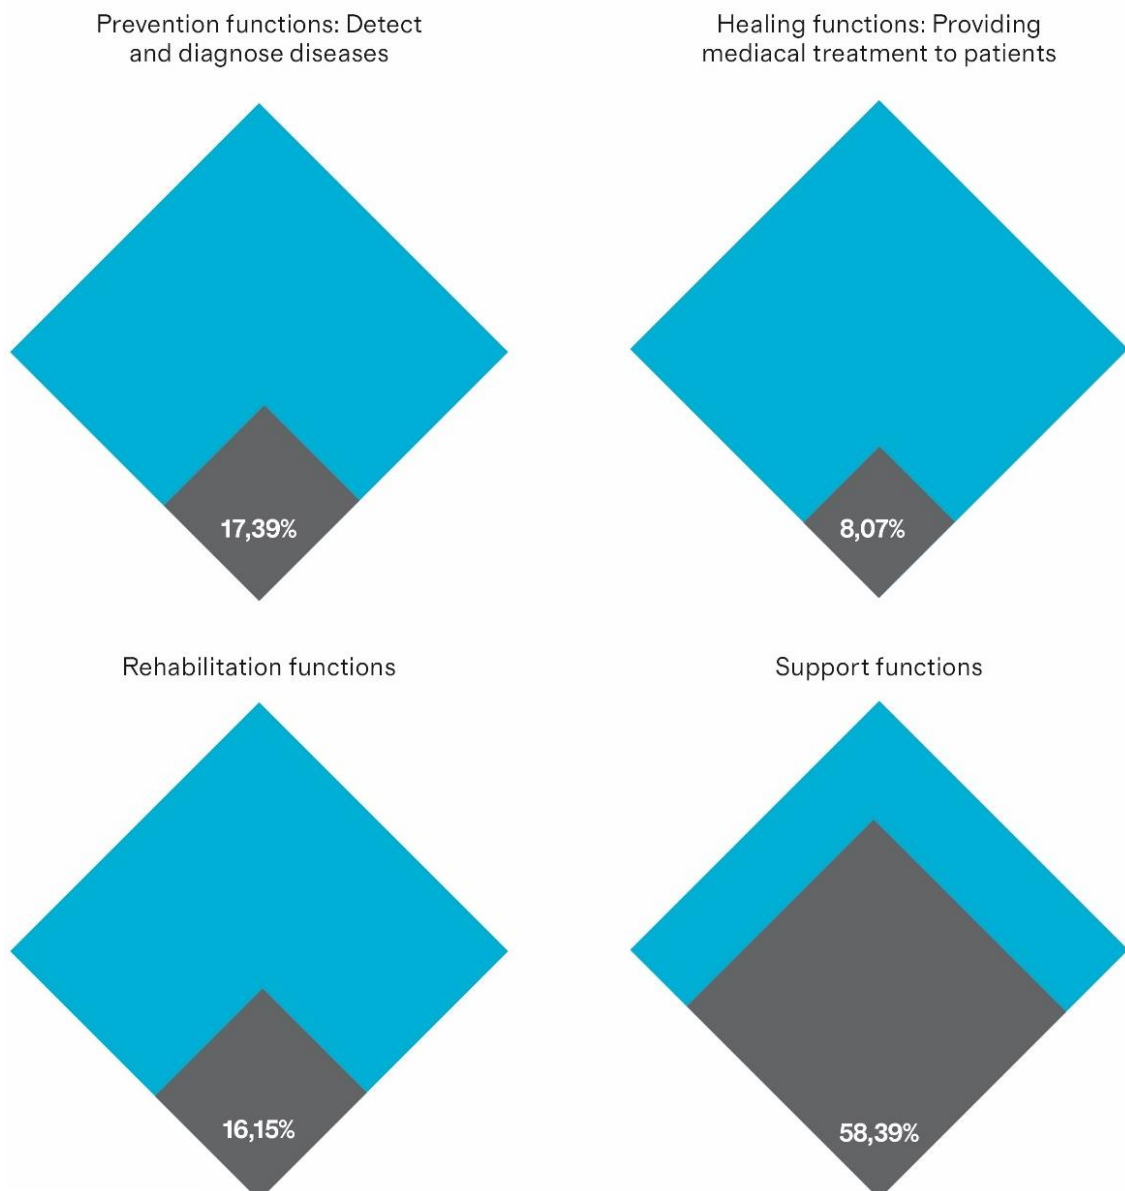 Prevention functions: Detect
and diagnose diseases
Healing functions: Providing
mediacal treatment to patients
17,39%
8,07%
Rehabilitation functions
Support functions
16,15%
58,39%